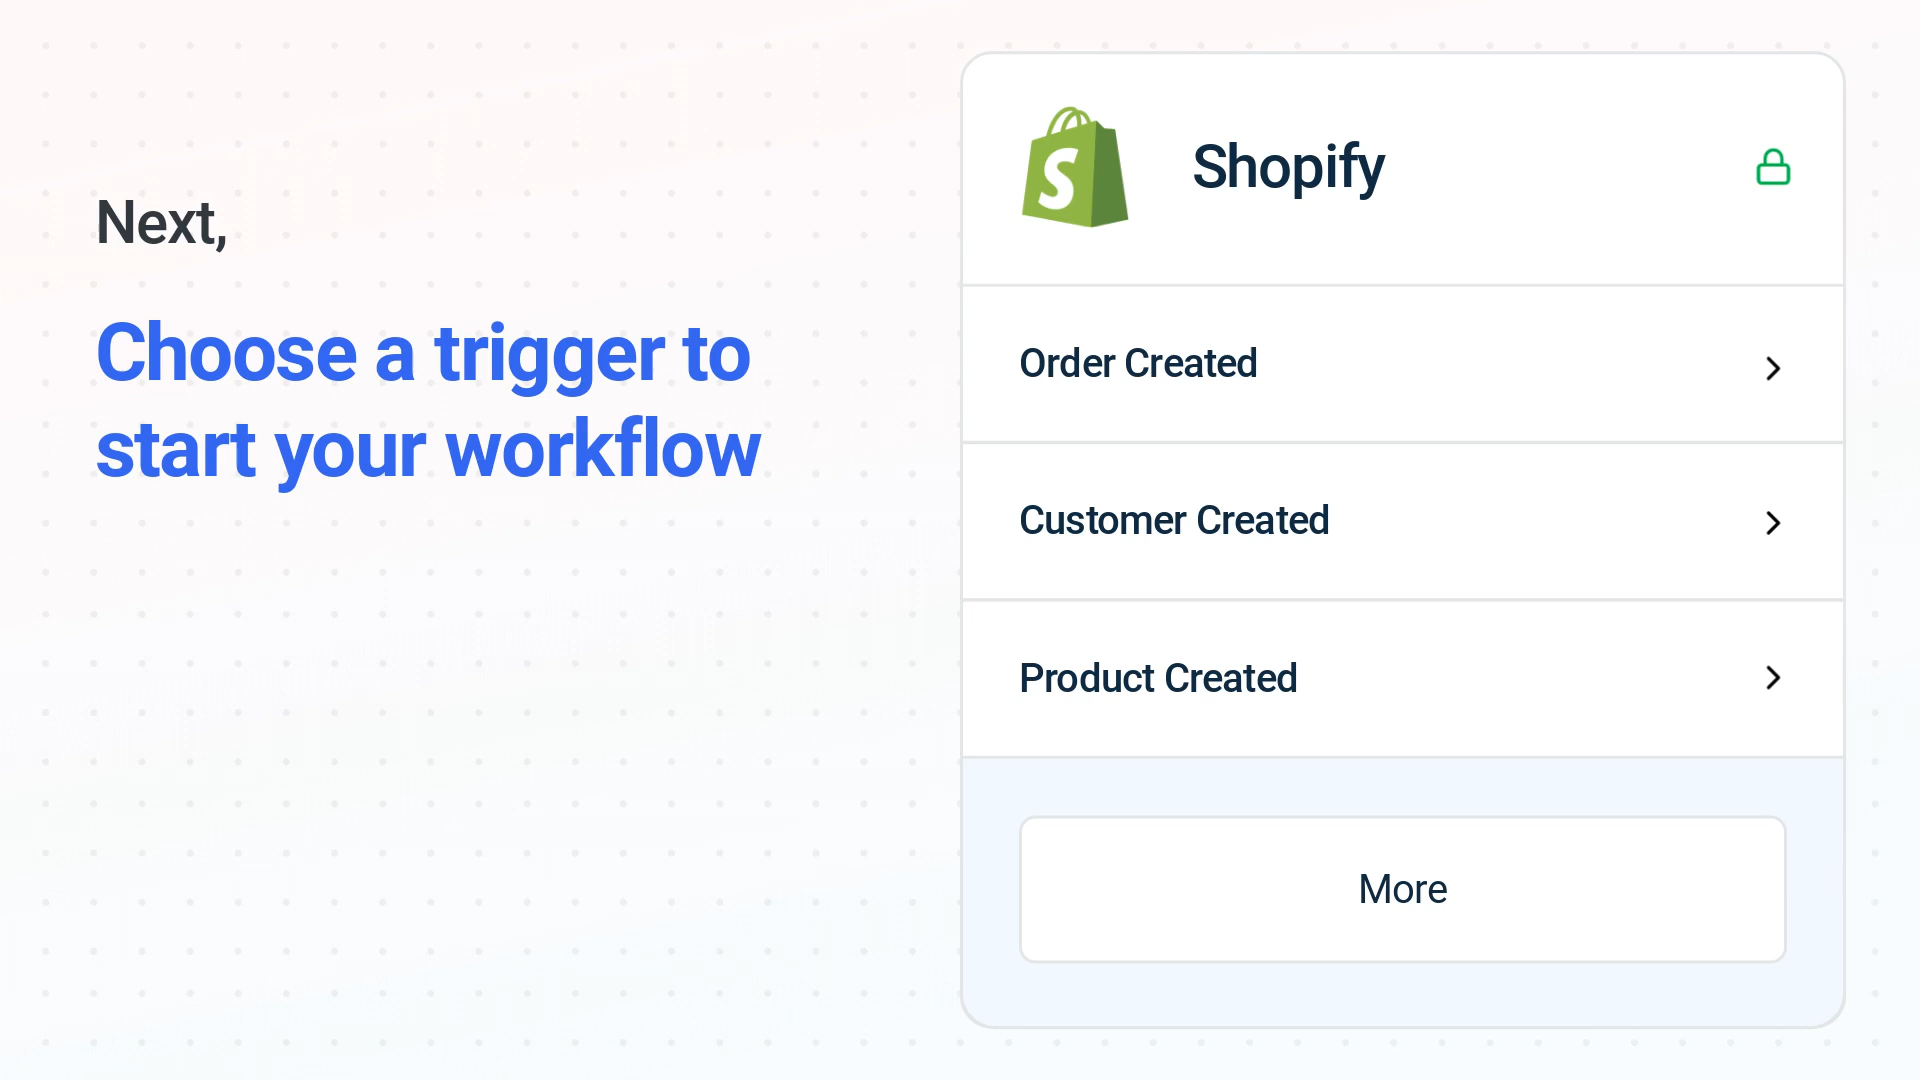 Next,
Choose a trigger to
start your workflow
S
Shopify
Order Created
Customer Created
Product Created
More